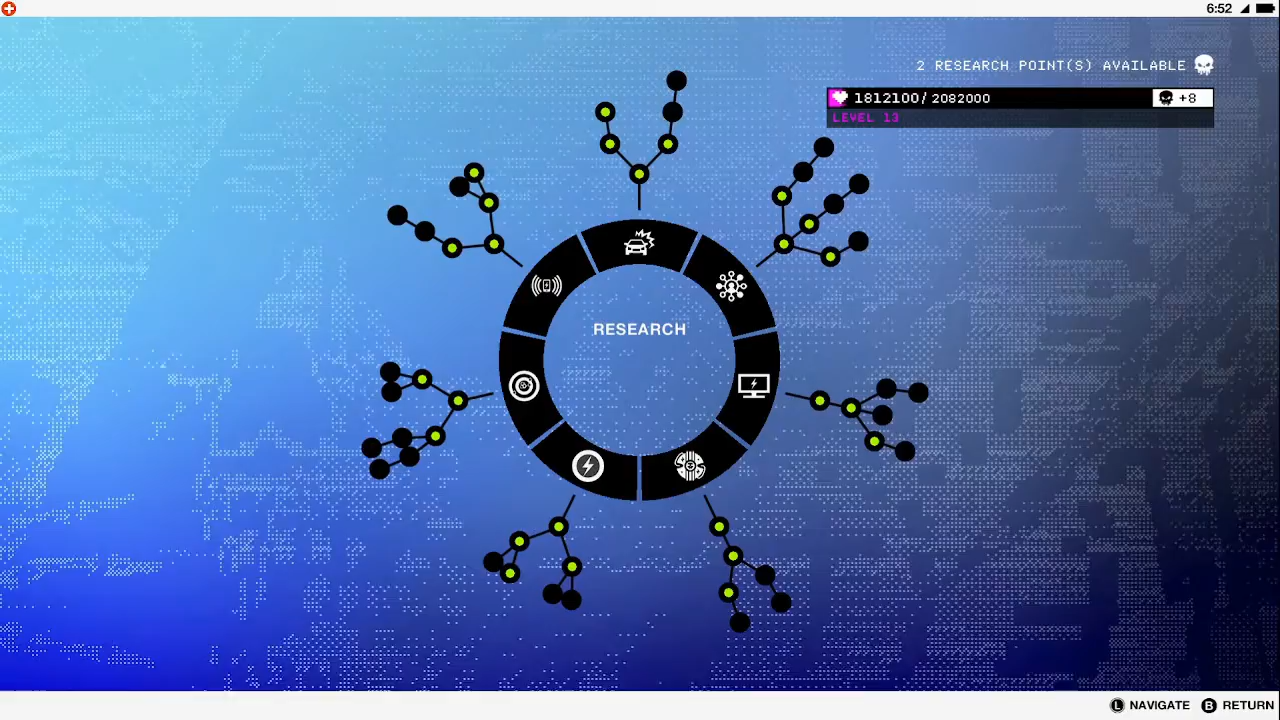 6:52
2 RESEARCH POINT(S) AVAILABLE
1812100/ 2082000
+8
LEVEL 13
RESEARCH
L NAVIGATE B RETURN